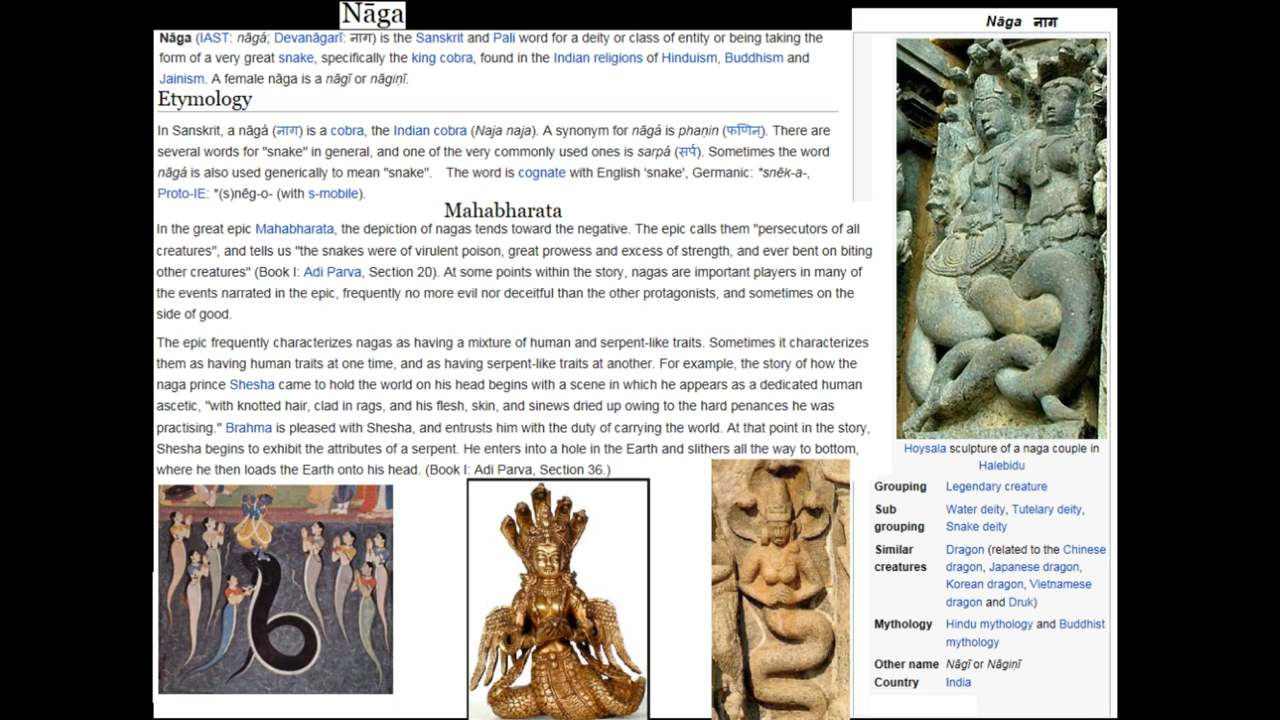 Nāga
Nāga (IAST: nāgá; Devanāgarī: नाग) is the Sanskrit and Pali word for a deity or class of entity or being taking the
form of a very great snake, specifically the king cobra, found in the Indian religions of Hinduism, Buddhism and
Jainism. A female nāga is a nāgī or nāgiṇī.
Etymology
In Sanskrit, a nāgá (नाग) is a cobra, the Indian cobra (Naja naja). A synonym for nāgá is phaṇin (फणिन्). There are
several words for "snake" in general, and one of the very commonly used ones is sarpá (सर्प). Sometimes the word
nāgá is also used generically to mean "snake". The word is cognate with English 'snake', Germanic: *snēk-a-,
Proto-IE: *(s)nēg-o- (with s-mobile).
Mahabharata
In the great epic Mahabharata, the depiction of nagas tends toward the negative. The epic calls them "persecutors of all
creatures", and tells us "the snakes were of virulent poison, great prowess and excess of strength, and ever bent on biting
other creatures" (Book I: Adi Parva, Section 20). At some points within the story, nagas are important players in many of
the events narrated in the epic, frequently no more evil nor deceitful than the other protagonists, and sometimes on the
side of good.
The epic frequently characterizes nagas as having a mixture of human and serpent-like traits. Sometimes it characterizes
them as having human traits at one time, and as having serpent-like traits at another. For example, the story of how the
naga prince Shesha came to hold the world on his head begins with a scene in which he appears as a dedicated human
ascetic, "with knotted hair, clad in rags, and his flesh, skin, and sinews dried up owing to the hard penances he was
practising." Brahma is pleased with Shesha, and entrusts him with the duty of carrying the world. At that point in the story,
Shesha begins to exhibit the attributes of a serpent. He enters into a hole in the Earth and slithers all the way to bottom,
where he then loads the Earth onto his head. (Book I: Adi Parva, Section 36.)
Nāga नाग
Hoysala sculpture of a naga couple in
Halebidu
Grouping Legendary creature
Sub Water deity, Tutelary deity,
grouping Snake deity
Similar Dragon (related to the Chinese
creatures dragon, Japanese dragon,
Korean dragon, Vietnamese
dragon and Druk)
Mythology Hindu mythology and Buddhist
mythology
Other name Nāgī or Nāgiṇī
Country India